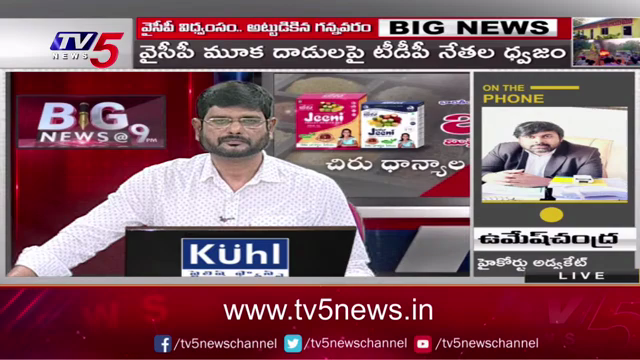 TV5
NEWS
వైసీపీ విధ్వంసం.. అట్టుడికిన గన్నవరం
BIG NEWS
వైసీపీ మూక దాడులపై టీడీపీ నేతల ధ్వజం
BIG
NEWS@9PM
Jeeni
Jeeni
చిరు ధాన్యాల
ON THE
PHONE
ఉమేష్‌చంద్ర
హైకోర్టు అడ్వకేట్
LIVE
Kühl
www.tv5news.in
/tv5newschannel
/tv5newschannel
/tv5newschannel